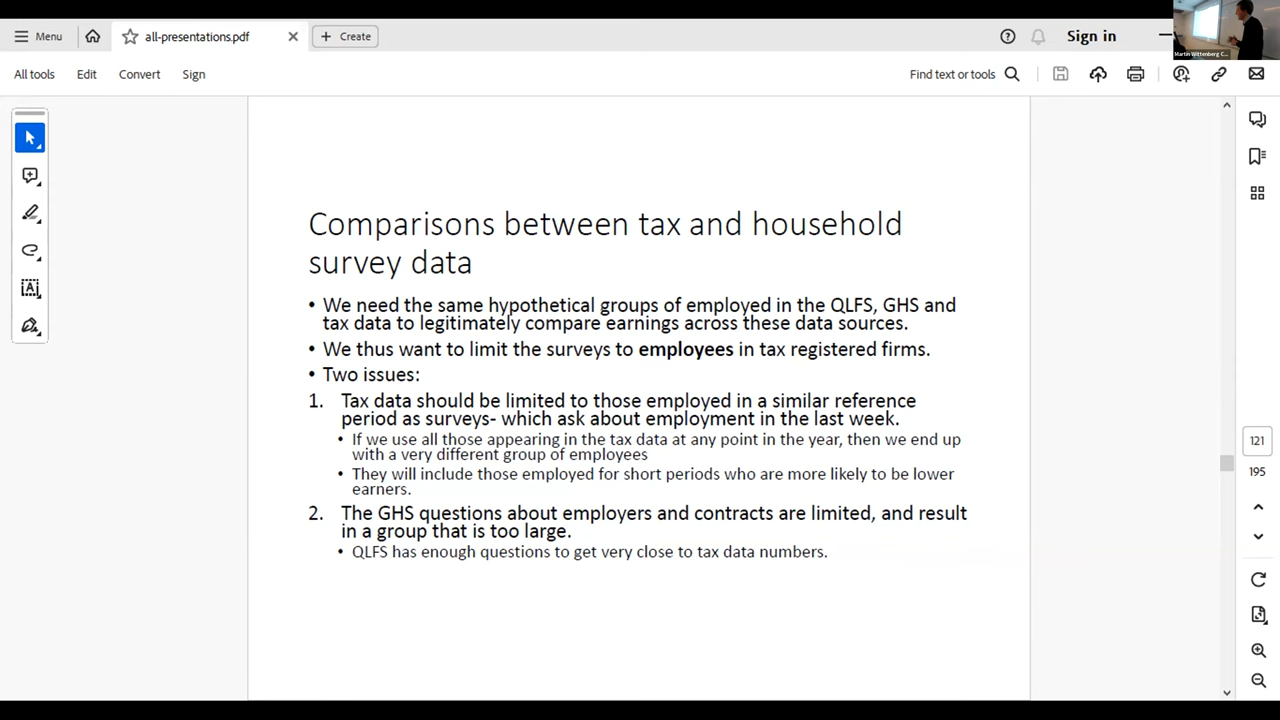 Menu
all-presentations.pdf
Create
Sign in
Martin Wittenberg C...
All tools
Edit
Convert
Sign
Find text or tools
Comparisons between tax and household
survey data
• We need the same hypothetical groups of employed in the QLFS, GHS and
tax data to legitimately compare earnings across these data sources.
• We thus want to limit the surveys to employees in tax registered firms.
• Two issues:
1. Tax data should be limited to those employed in a similar reference
period as surveys- which ask about employment in the last week.
• If we use all those appearing in the tax data at any point in the year, then we end up
with a very different group of employees
• They will include those employed for short periods who are more likely to be lower
earners.
2. The GHS questions about employers and contracts are limited, and result
in a group that is too large.
• QLFS has enough questions to get very close to tax data numbers.
121
195